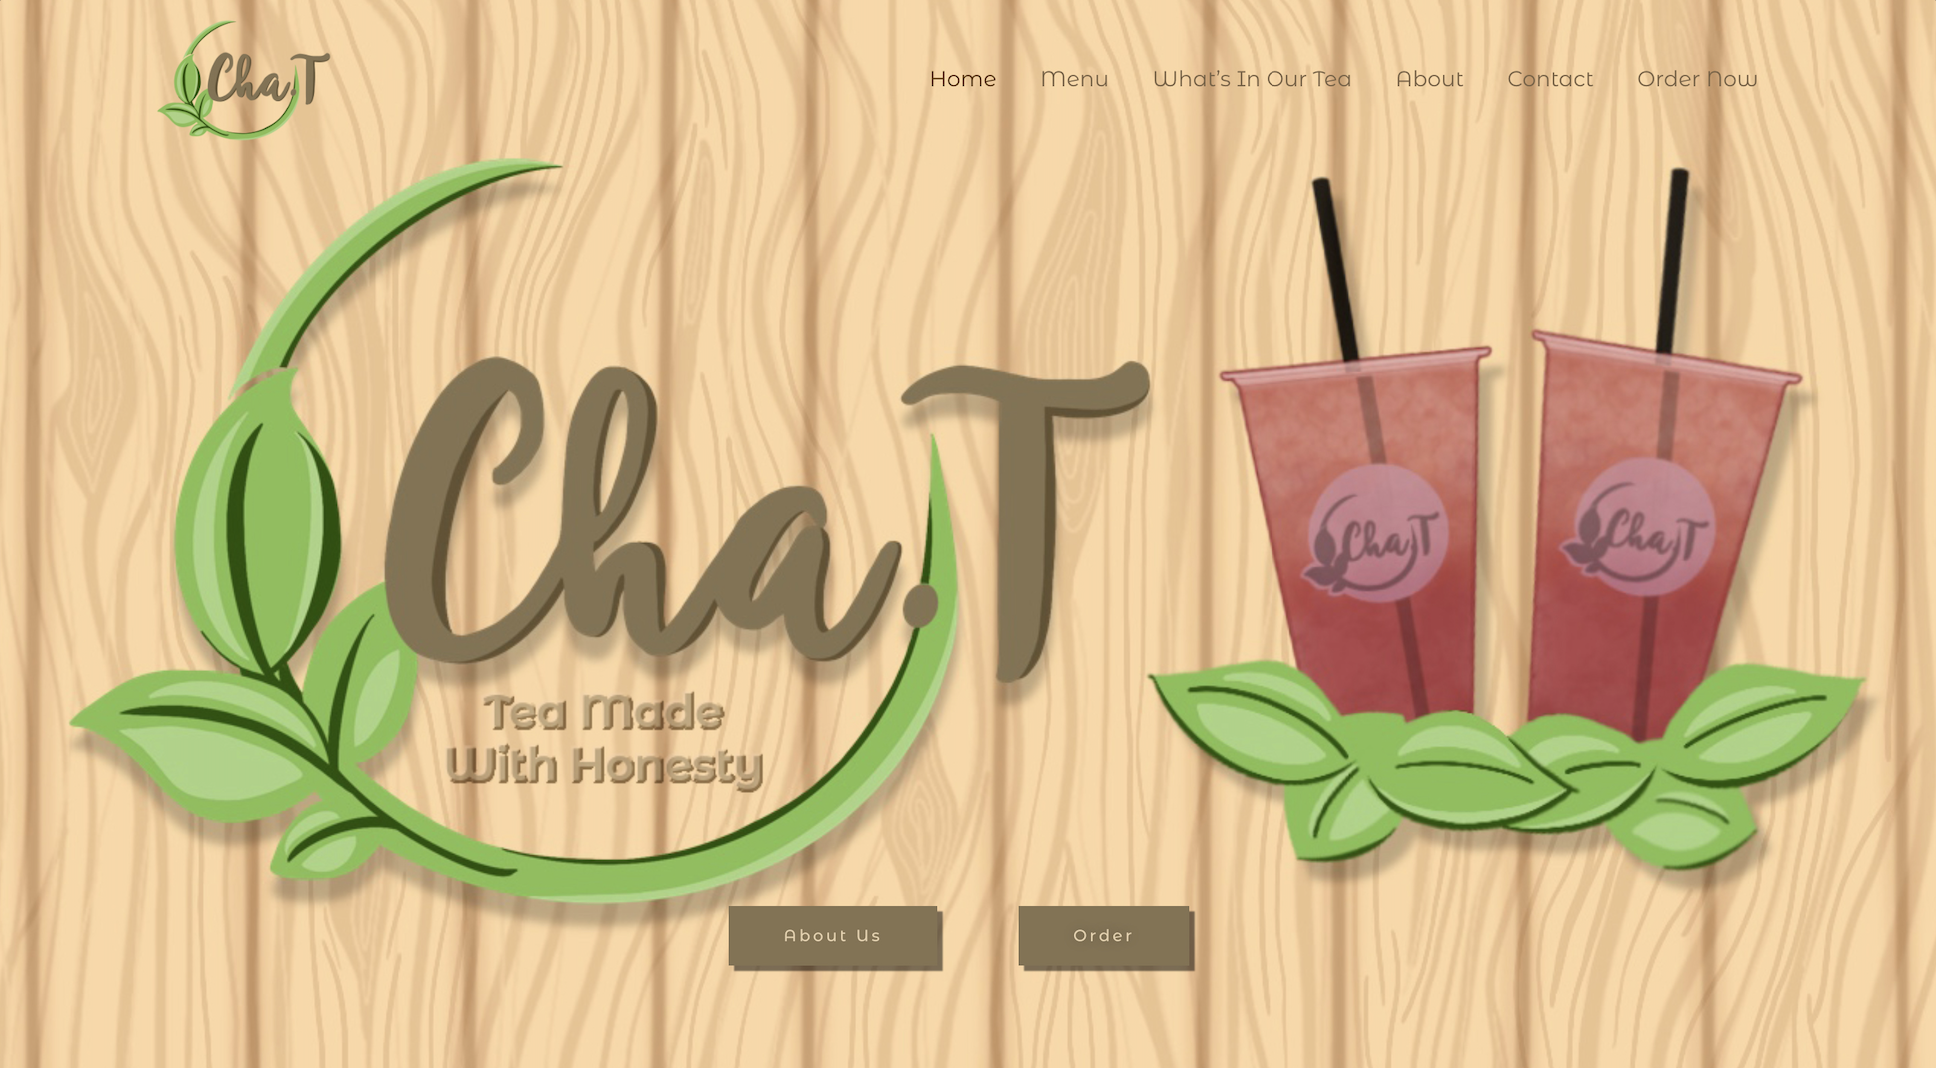 Cha.T
Home Menu What's In Our Tea About Contact Order Now
Cha.T
Tea Made
With Honesty
Cha.T
Cha.T
About Us
Order